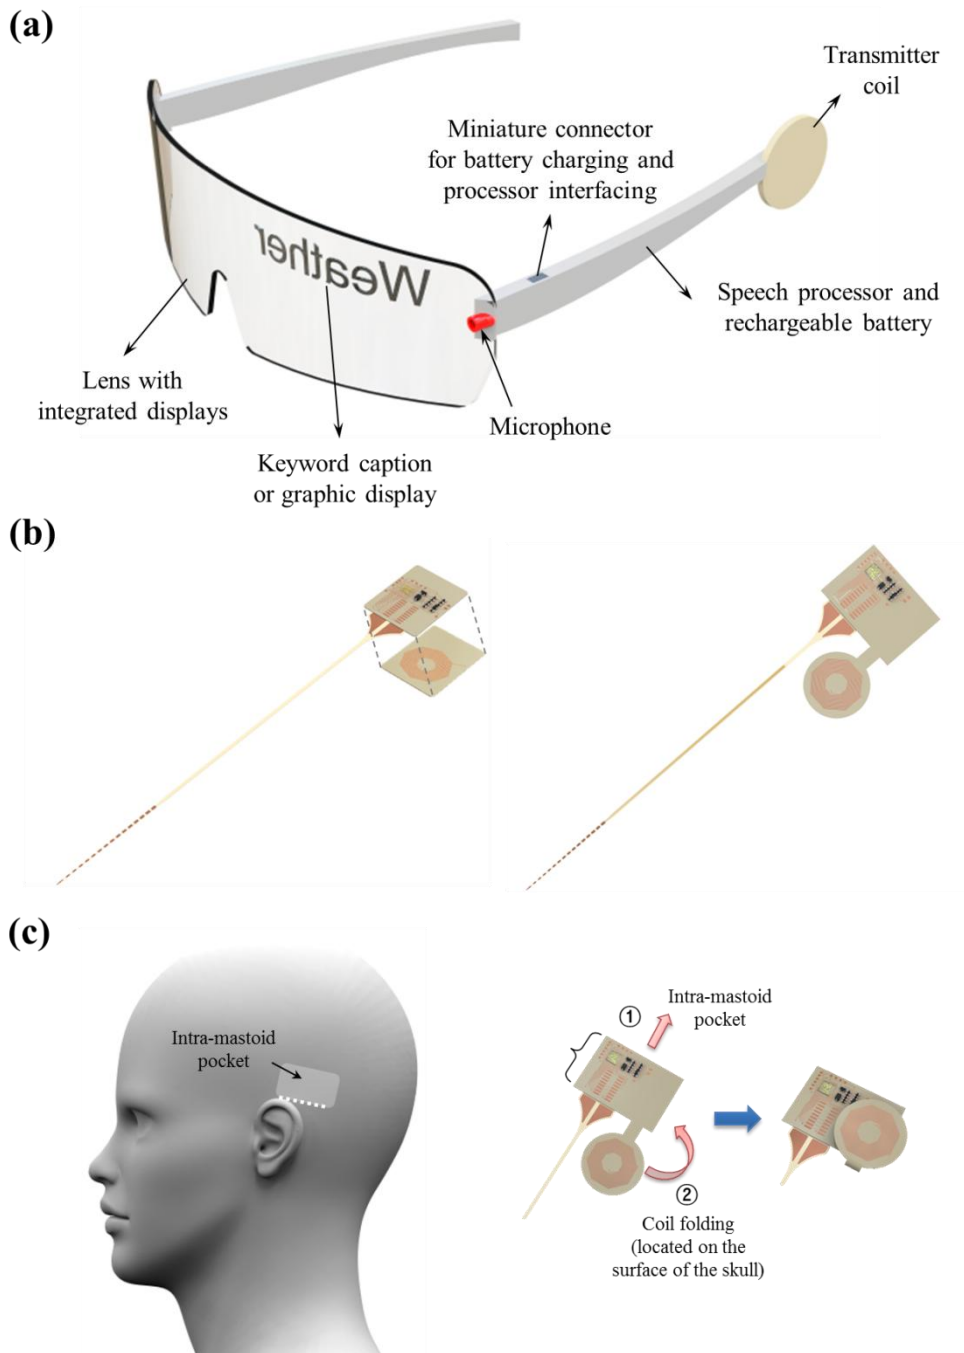 (a)
Transmitter
coil
Miniature connector
for battery charging and
processor interfacing
Weather
Speech processor and
rechargeable battery
Lens with
integrated displays
Microphone
Keyword caption
or graphic display
(b)
(c)
Intra-mastoid
pocket
①
Intra-mastoid
pocket
②
Coil folding
(located on the
surface of the skull)